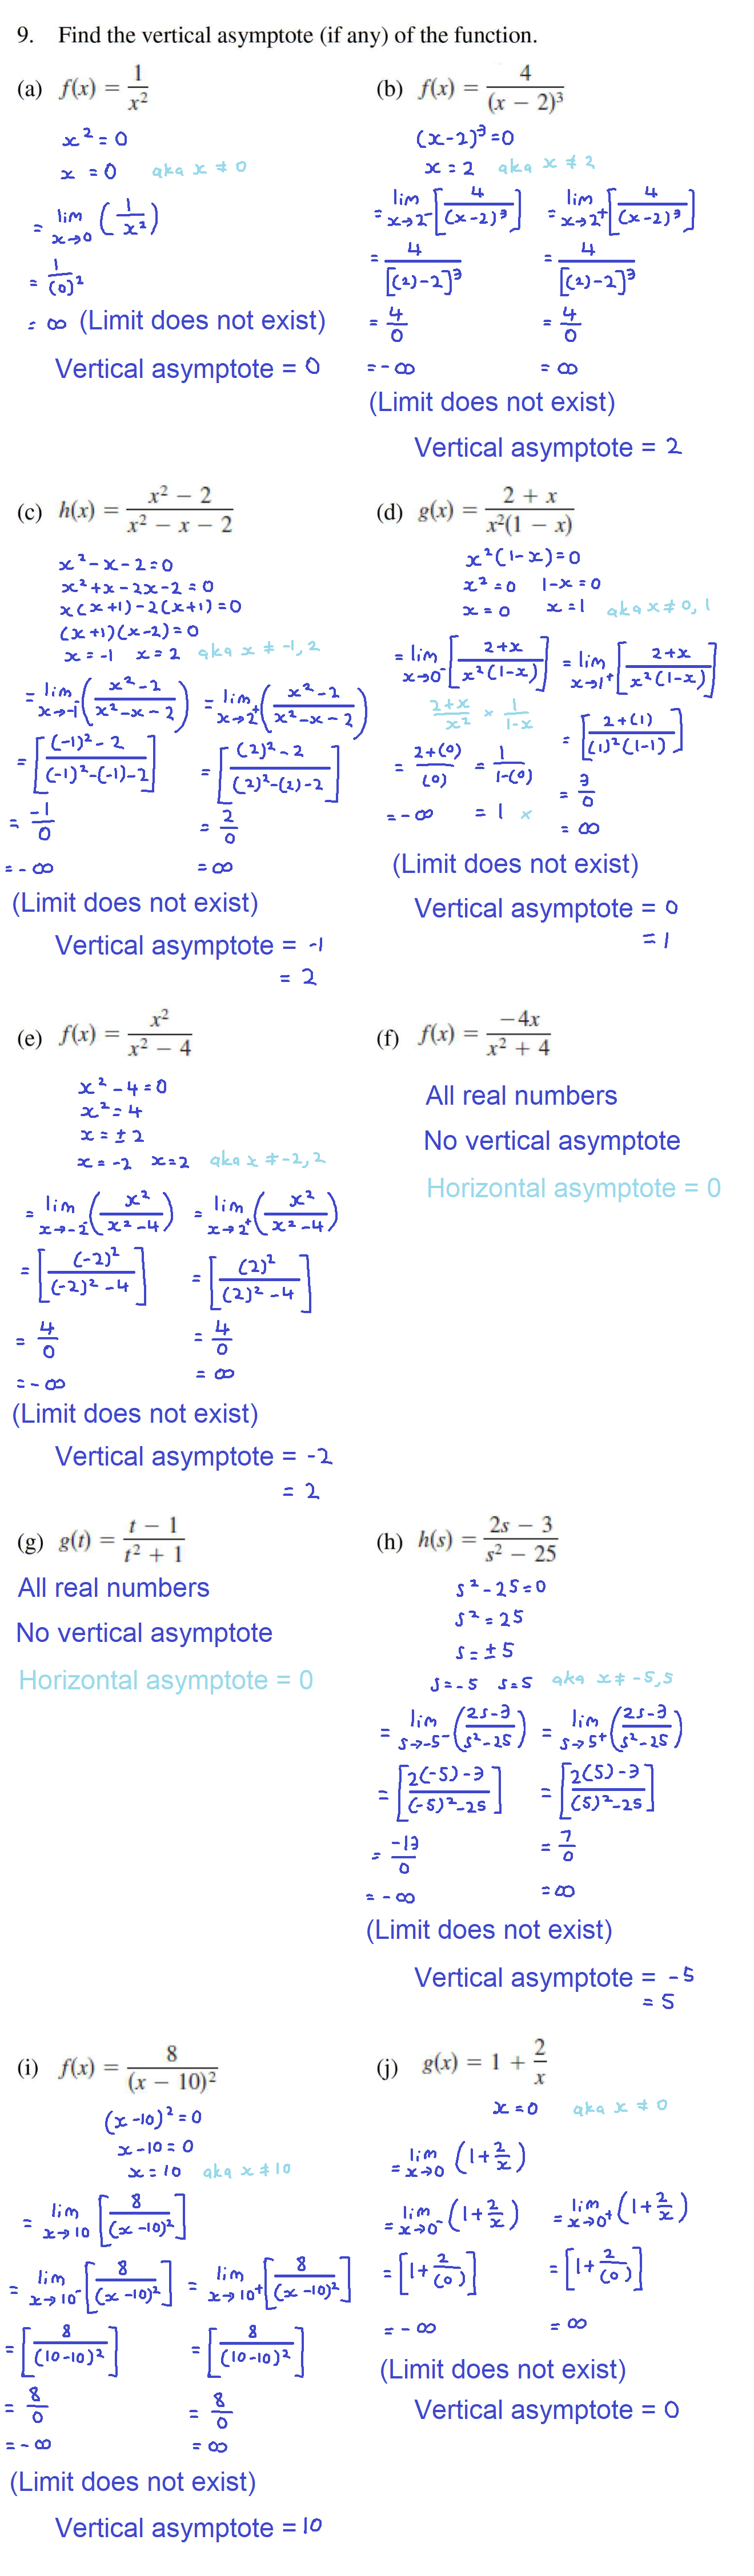 9. Find the vertical asymptote (if any) of the function.
(a) f(x) = 1/x²
x² = 0
x = 0 aka x ≠ 0
= lim x→0 (1/x²)
= 1/(0)²
= ∞ (Limit does not exist)
Vertical asymptote = 0
(b) f(x) = 4/(x − 2)³
(x-2)³=0
x = 2 aka x ≠ 2
= lim x→2⁻ [4/(x-2)³] = lim x→2⁺ [4/(x-2)³]
= 4/[(2)-2]³ = 4/[(2)-2]³
= 4/0 = 4/0
= -∞ = ∞
(Limit does not exist)
Vertical asymptote = 2
(c) h(x) = (x² − 2)/(x² − x − 2)
x²-x-2=0
x²+x-2x-2=0
x(x+1)-2(x+1)=0
(x+1)(x-2)=0
x = -1 x = 2 aka x ≠ -1, 2
= lim x→-1⁻ (x²-2/x²-x-2) = lim x→2⁺ (x²-2/x²-x-2)
= [(-1)²-2/(-1)²-(-1)-2] = [(2)²-2/(2)²-(2)-2]
= -1/0 = 2/0
= -∞ = ∞
(Limit does not exist)
Vertical asymptote = -1
= 2
(d) g(x) = (2 + x)/(x²(1 − x))
x²(1-x)=0
x²=0 1-x=0
x=0 x=1 aka x≠0, 1
= lim x→0⁻ [2+x/x²(1-x)] = lim x→1⁺ [2+x/x²(1-x)]
2+x/x² × 1/1-x = [2+(1)/(1)²(1-1)]
= 2+(0)/(0) = 1/1-(0) = 3/0
= -∞ = 1 × = ∞
(Limit does not exist)
Vertical asymptote = 0
= 1
(e) f(x) = x²/(x² − 4)
x²-4=0
x²=4
x=±2
x=-2 x=2 aka x ≠ -2, 2
= lim x→-2⁻ (x²/x²-4) = lim x→2⁺ (x²/x²-4)
= [(-2)²/(-2)²-4] = [(2)²/(2)²-4]
= 4/0 = 4/0
= -∞ = ∞
(Limit does not exist)
Vertical asymptote = -2
= 2
(f) f(x) = −4x/(x² + 4)
All real numbers
No vertical asymptote
Horizontal asymptote = 0
(g) g(t) = (t − 1)/(t² + 1)
All real numbers
No vertical asymptote
Horizontal asymptote = 0
(h) h(s) = (2s − 3)/(s² − 25)
s²-25=0
s²=25
s=±5
s=-5 s=5 aka x≠-5,5
= lim s→-5⁻ (2s-3/s²-25) = lim s→5⁺ (2s-3/s²-25)
= [2(-5)-3/(-5)²-25] = [2(5)-3/(5)²-25]
= -13/0 = 7/0
= -∞ = ∞
(Limit does not exist)
Vertical asymptote = -5
= 5
(i) f(x) = 8/(x − 10)²
(x-10)²=0
x-10=0
x=10 aka x≠10
= lim x→10 [8/(x-10)²]
= lim x→10⁻ [8/(x-10)²] = lim x→10⁺ [8/(x-10)²]
= [8/(10-10)²] = [8/(10-10)²]
= 8/0 = 8/0
= -∞ = ∞
(Limit does not exist)
Vertical asymptote = 10
(j) g(x) = 1 + 2/x
x=0 aka x ≠ 0
= lim x→0 (1+2/x)
= lim x→0⁻ (1+2/x) = lim x→0⁺ (1+2/x)
= [1+2/(0)] = [1+2/(0)]
= -∞ = ∞
(Limit does not exist)
Vertical asymptote = 0